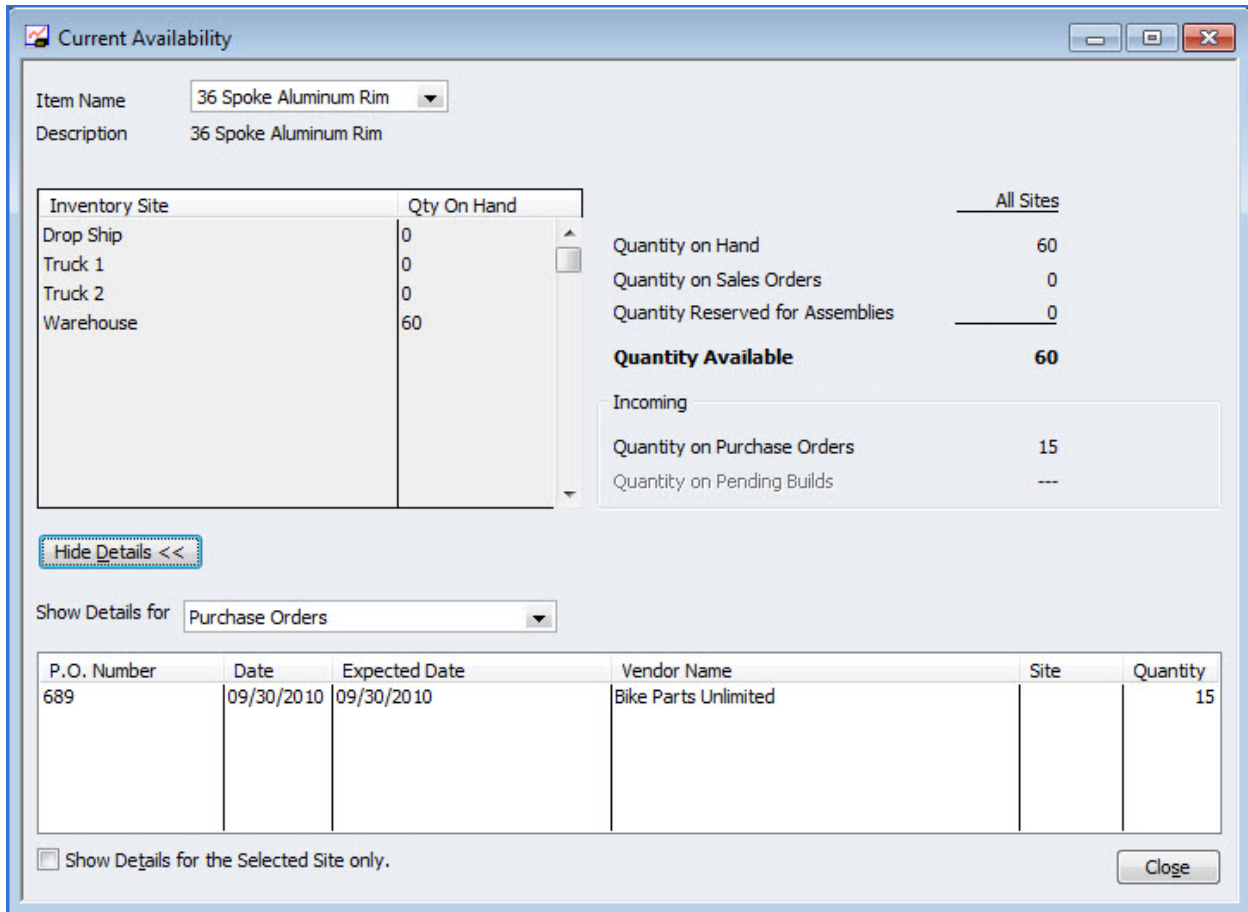 Current Availability
Item Name 36 Spoke Aluminum Rim
Description 36 Spoke Aluminum Rim
Inventory Site Qty On Hand
Drop Ship 0
Truck 1 0
Truck 2 0
Warehouse 60
All Sites
Quantity on Hand 60
Quantity on Sales Orders 0
Quantity Reserved for Assemblies 0
Quantity Available 60
Incoming
Quantity on Purchase Orders 15
Quantity on Pending Builds ---
Hide Details <<
Show Details for Purchase Orders
P.O. Number Date Expected Date Vendor Name Site Quantity
689 09/30/2010 09/30/2010 Bike Parts Unlimited 15
Show Details for the Selected Site only.
Close